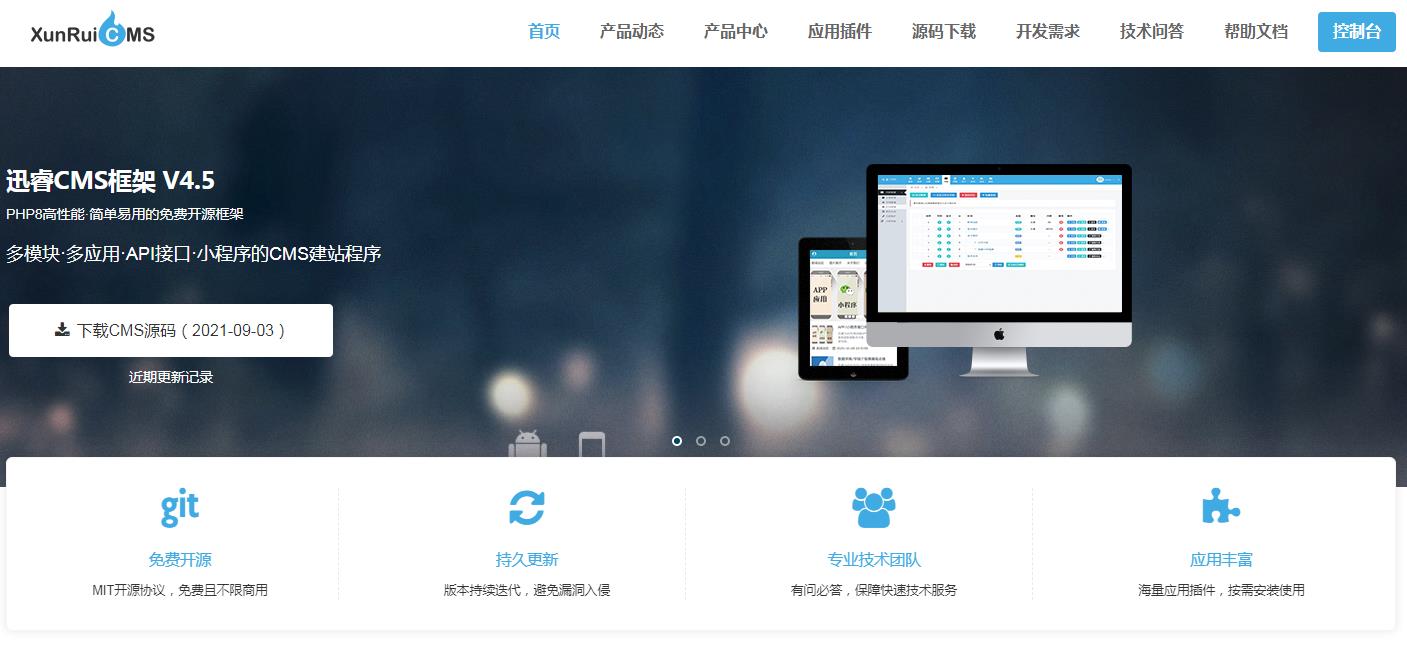 XunRuiCMS
首页
产品动态
产品中心
应用插件
源码下载
开发需求
技术问答
帮助文档
控制台
迅睿CMS框架 V4.5
PHP8高性能·简单易用的免费开源框架
多模块·多应用·API接口·小程序的CMS建站程序
下载CMS源码（2021-09-03）
近期更新记录
APP
应用
小程序
git
免费开源
MIT开源协议，免费且不限商用
持久更新
版本持续迭代，避免漏洞入侵
专业技术团队
有问必答，保障快速技术服务
应用丰富
海量应用插件，按需安装使用